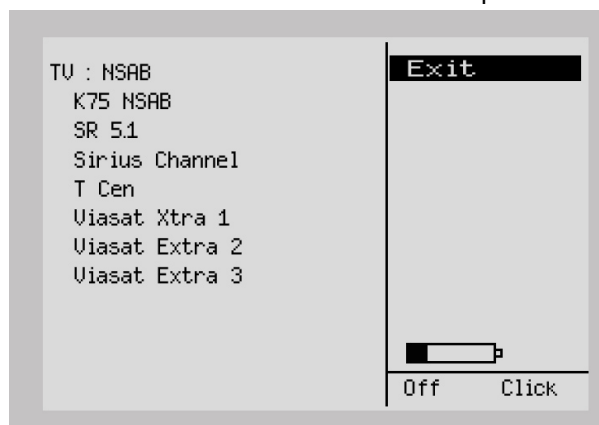 TV : NSAB
K75 NSAB
SR 5.1
Sirius Channel
T Cen
Viasat Xtra 1
Viasat Extra 2
Viasat Extra 3
Exit
Off Click